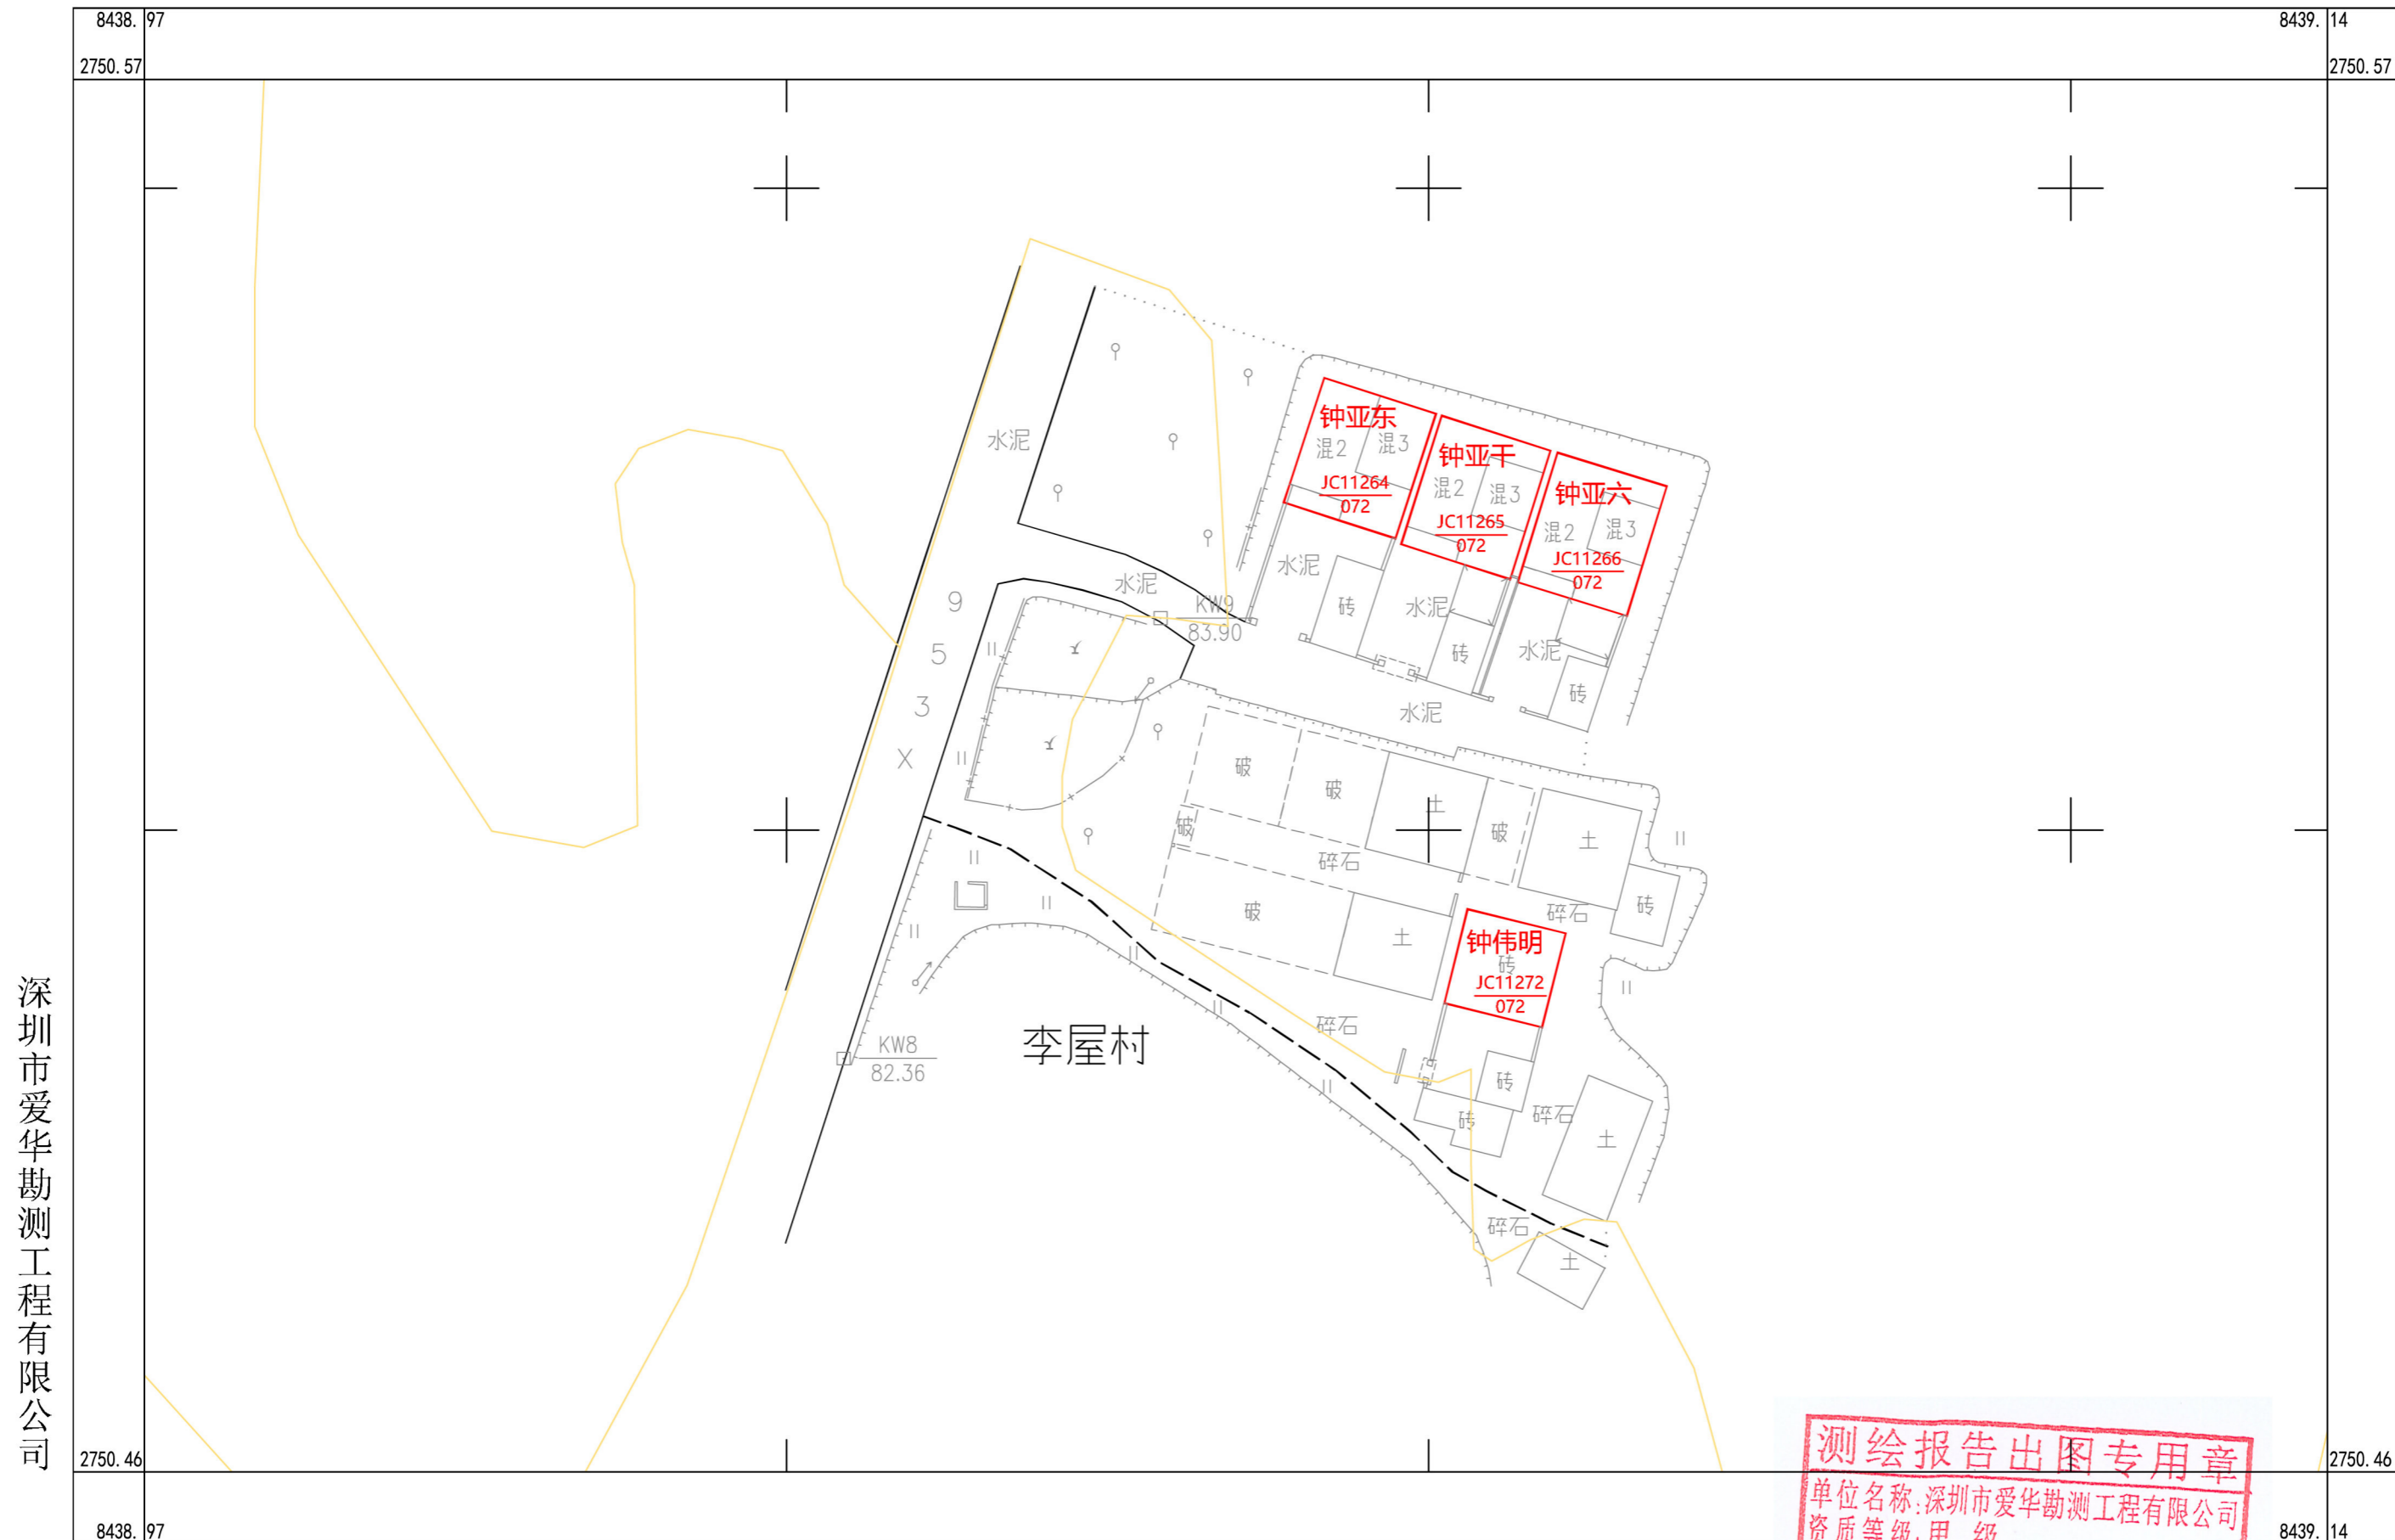 8438.97
8439.14
2750.57
2750.57
钟亚东
混2
混3
JC11264
072
钟亚干
混2
混3
JC11265
072
钟亚六
混2
混3
JC11266
072
水泥
水泥
水泥
KW9
83.90
砖
水泥
砖
水泥
砖
水泥
9
5
3
X
破
破
土
破
土
破
碎石
砖
破
土
碎石
钟伟明
砖
JC11272
072
碎石
李屋村
KW8
82.36
砖
砖
碎石
土
碎石
土
深圳市爱华勘测工程有限公司
测绘报告出图专用章
单位名称:深圳市爱华勘测工程有限公司
资质等级:甲 级
2750.46
2750.46
8438.97
8439.14